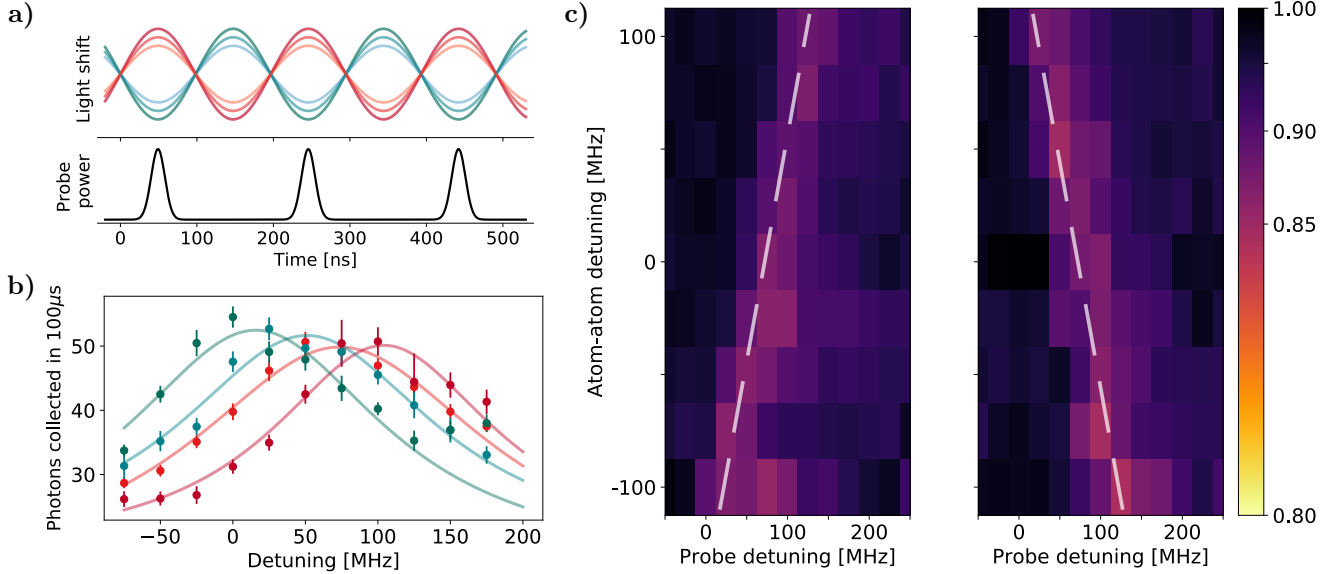 a)
Light shift
Probe
power
0 100 200 300 400 500
Time [ns]
b)
Photons collected in 100μs
50
40
30
−50 0 50 100 150 200
Detuning [MHz]
c)
Atom-atom detuning [MHz]
100
0
-100
0 100 200
Probe detuning [MHz]
0 100 200
Probe detuning [MHz]
1.00
0.90
0.85
0.80